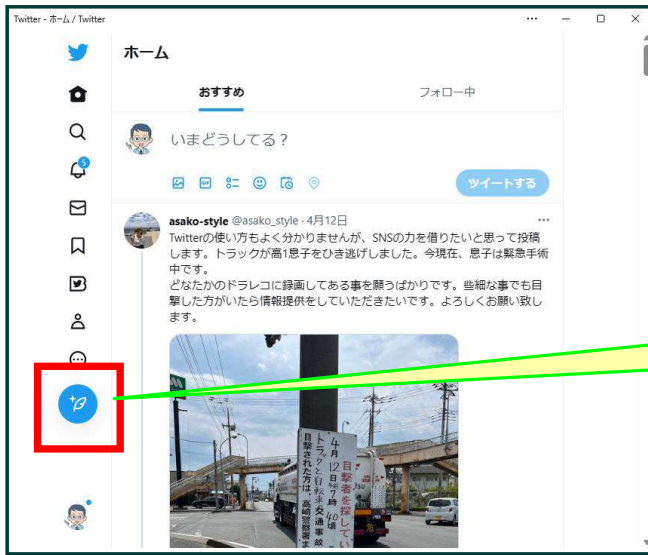 Twitter - ホーム / Twitter
ホーム
おすすめ
フォロー中
5
いまどうしてる？
GIF
ツイートする
asako-style @asako_style · 4月12日
Twitterの使い方もよく分かりませんが、SNSの力を借りたいと思って投稿
します。トラックが高1息子をひき逃げしました。今現在、息子は緊急手術
中です。
どなたかのドラレコに録画してある事を願うばかりです。些細な事でも目
撃した方がいたら情報提供をしていただきたいです。よろしくお願い致し
ます。
目撃者を探してい
4月12日 7時40頃
トラックと自転車交通事故
目撃された方は、高崎警察署ま
危